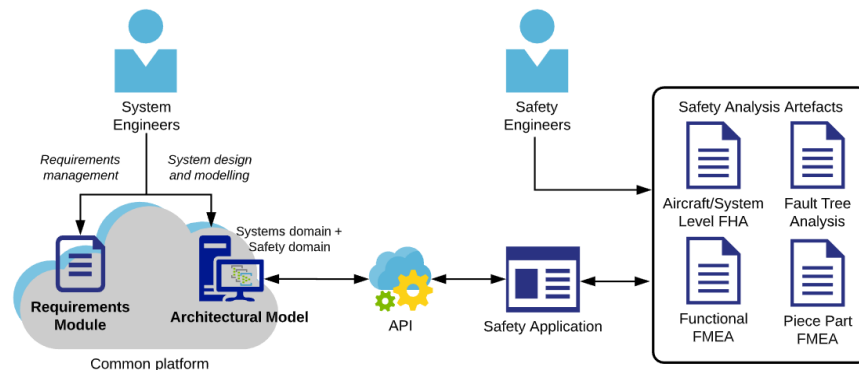 System
Engineers
Requirements
management
System design
and modelling
Systems domain +
Safety domain
Requirements
Module
Architectural Model
Common platform
API
Safety
Engineers
Safety Application
Safety Analysis Artefacts
Aircraft/System
Level FHA
Fault Tree
Analysis
Functional
FMEA
Piece Part
FMEA